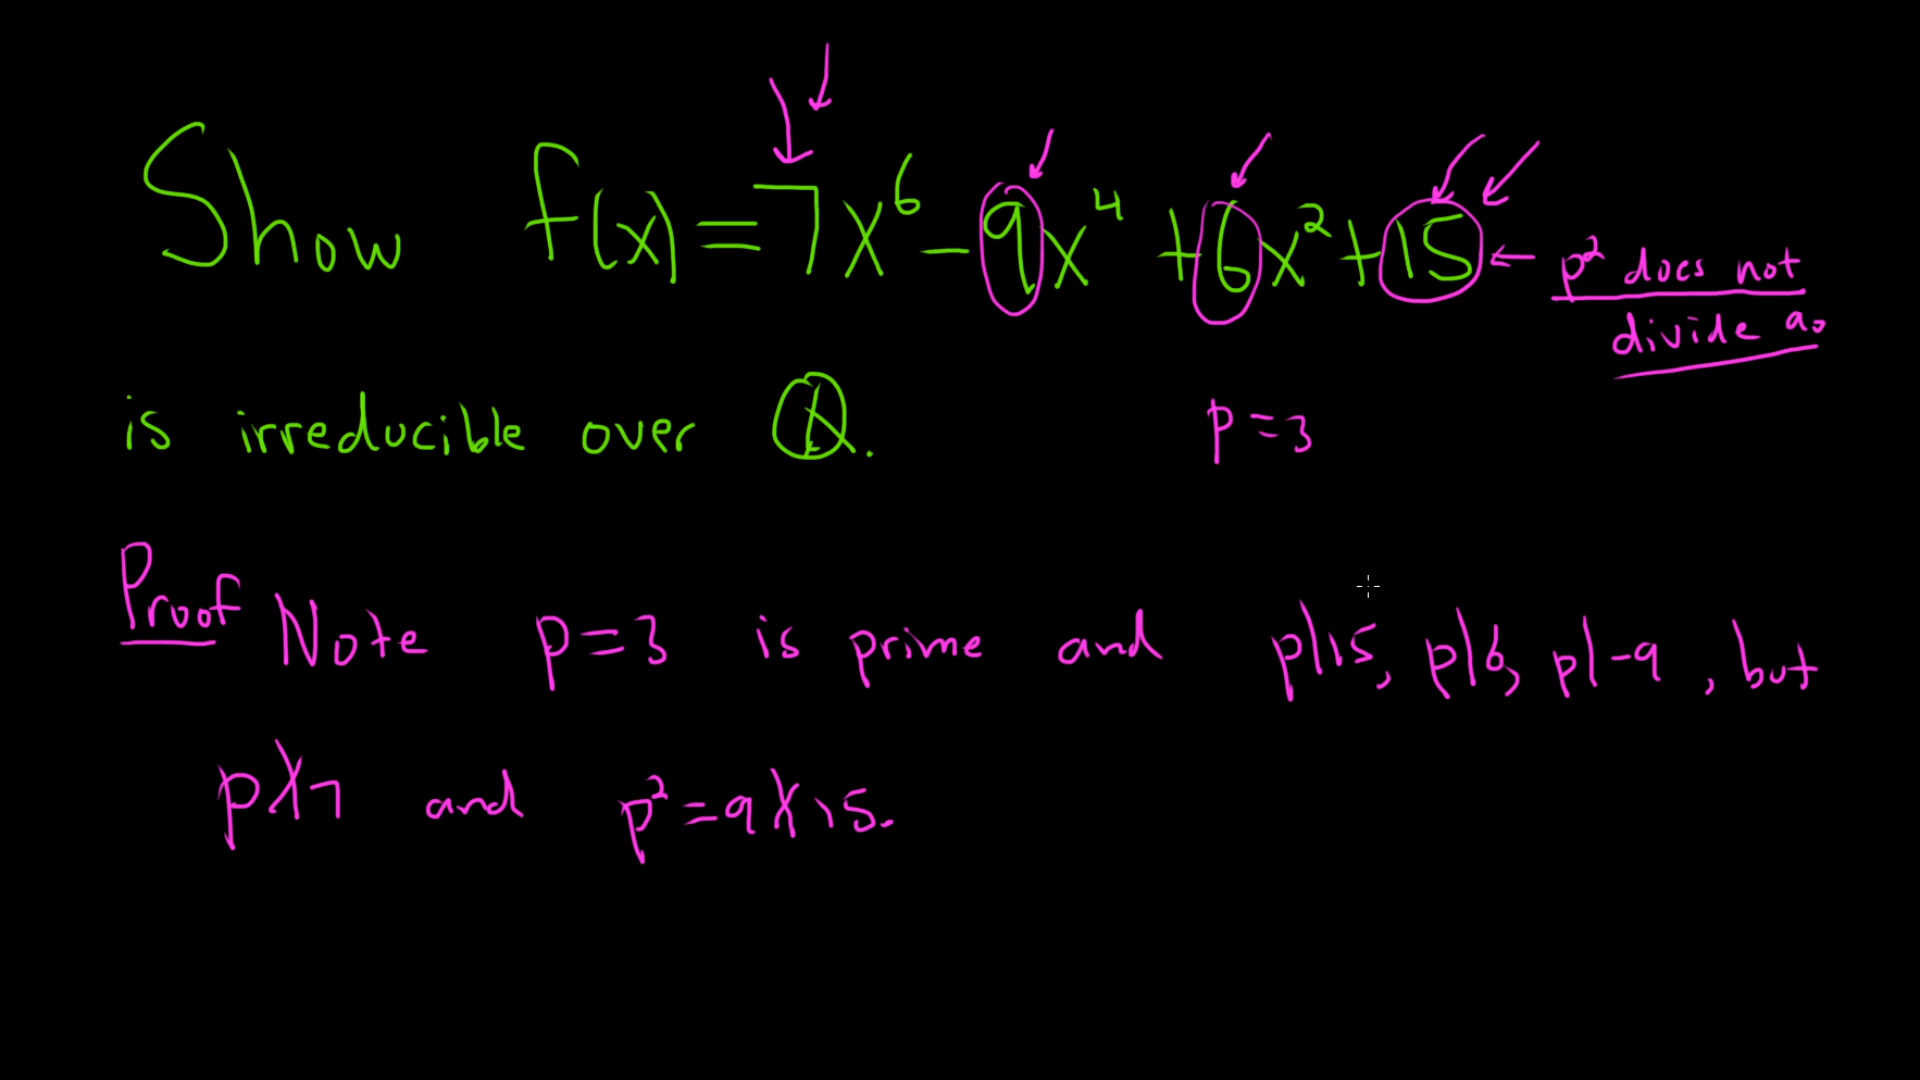 Show f(x) = 7x⁶ - 9x⁴ + 6x² + 15 ← p² does not
divide a₀
is irreducible over ℚ.
p = 3
Proof Note p = 3 is prime and p|15, p|6, p|-9, but
p∤7 and p² = 9∤15.